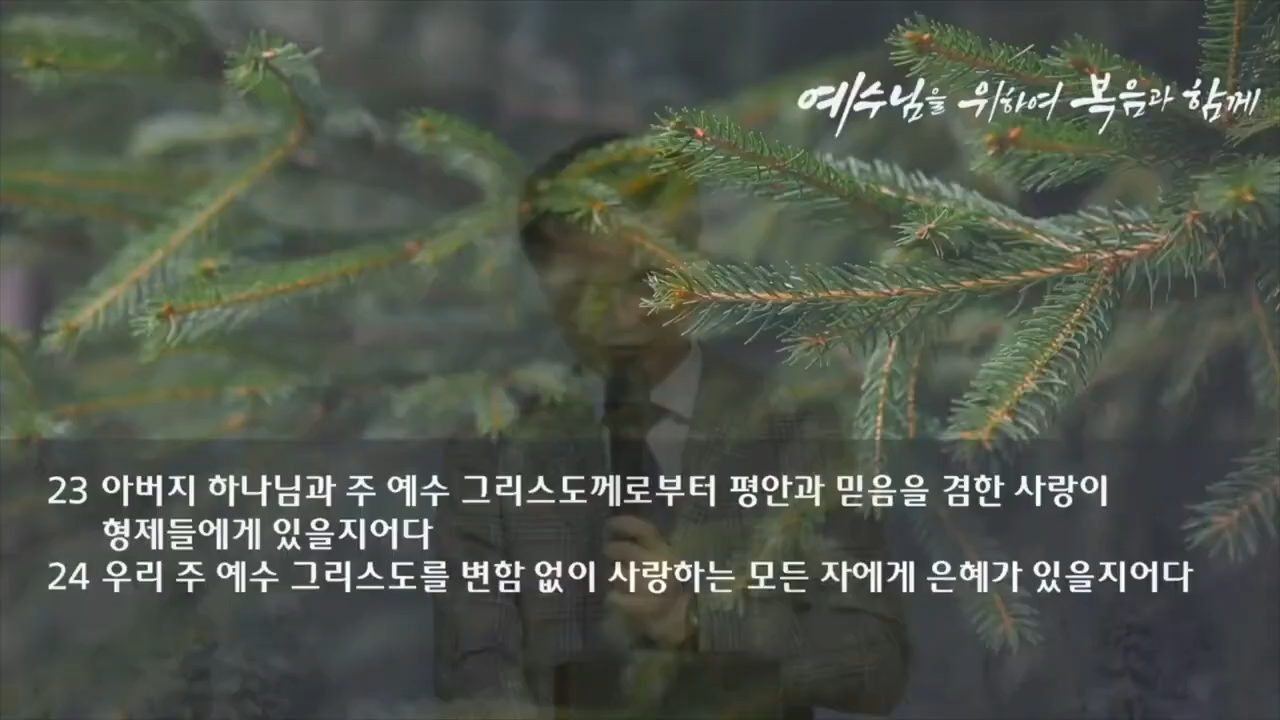 예수님을 위하여 복음과 함께
23 아버지 하나님과 주 예수 그리스도께로부터 평안과 믿음을 겸한 사랑이
형제들에게 있을지어다
24 우리 주 예수 그리스도를 변함 없이 사랑하는 모든 자에게 은혜가 있을지어다